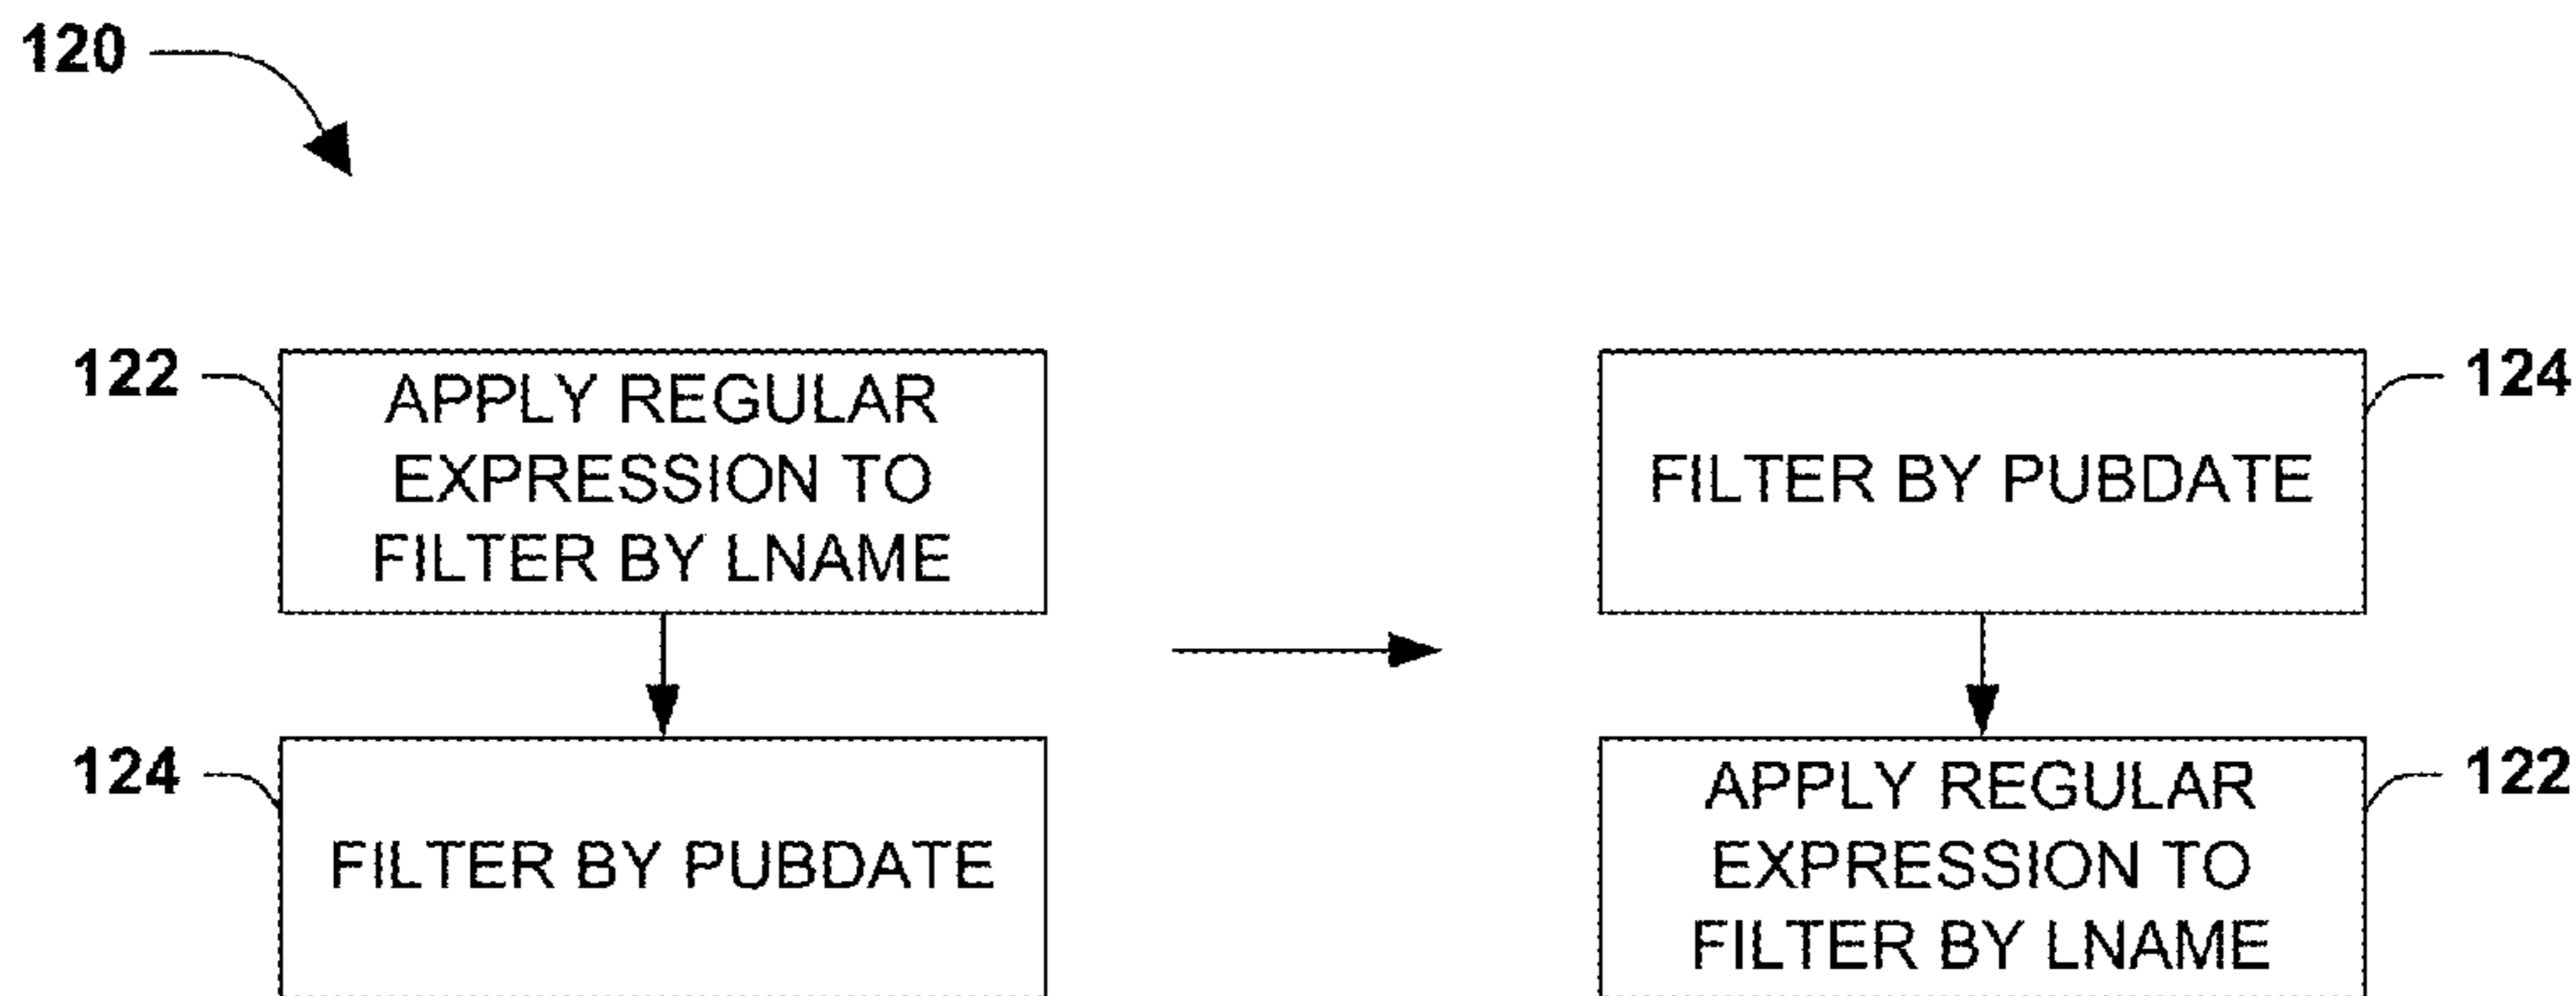 120
122
APPLY REGULAR
EXPRESSION TO
FILTER BY LNAME
124
FILTER BY PUBDATE
124
FILTER BY PUBDATE
122
APPLY REGULAR
EXPRESSION TO
FILTER BY LNAME